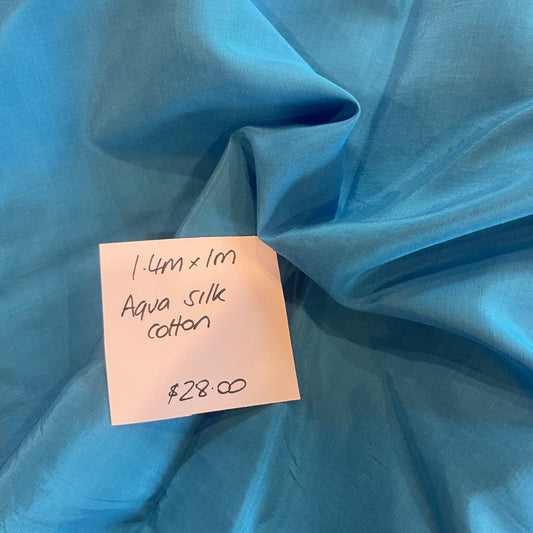 1.4m x 1m
Aqua silk
cotton
$28.00